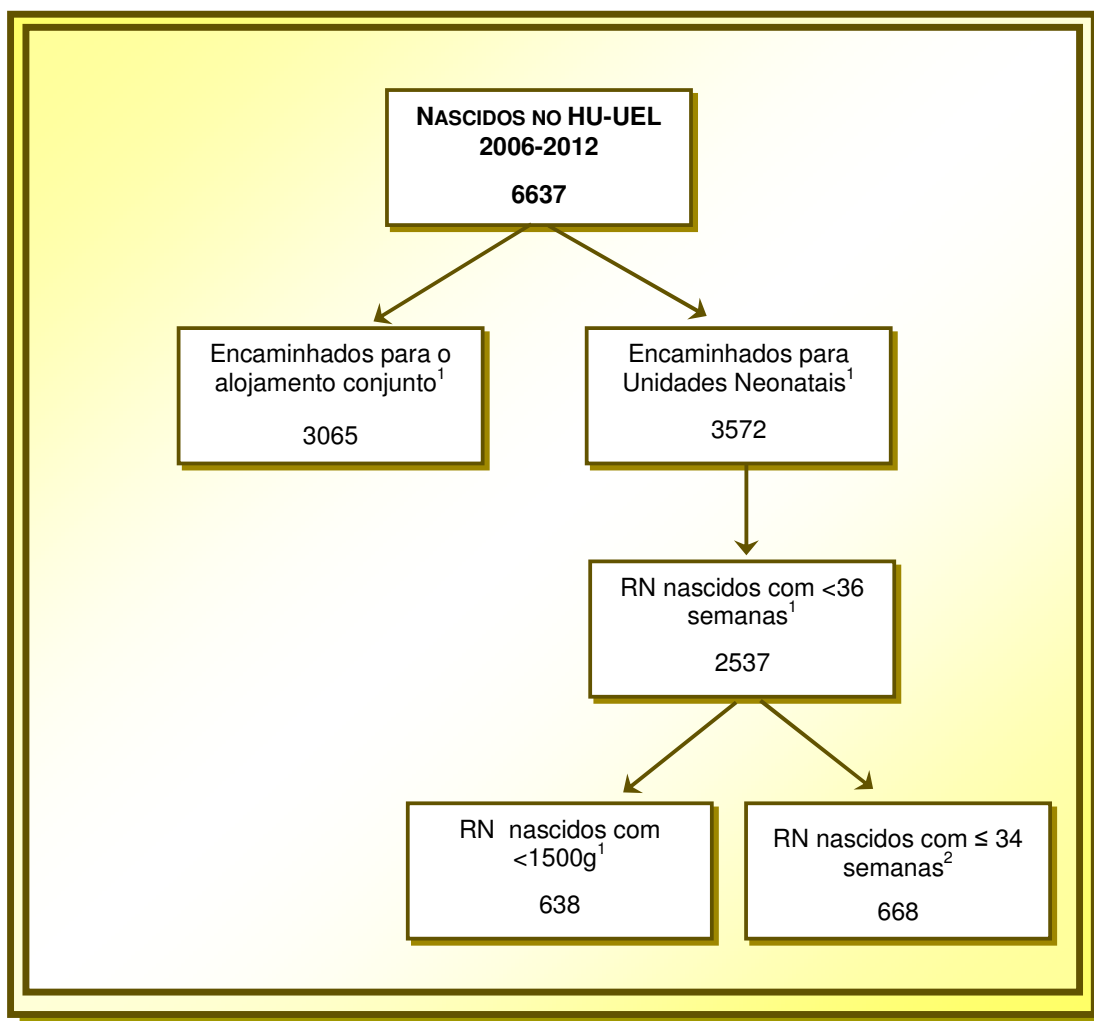 NASCIDOS NO HU-UEL
2006-2012
6637
Encaminhados para o
alojamento conjunto¹
3065
Encaminhados para
Unidades Neonatais¹
3572
RN nascidos com <36
semanas¹
2537
RN nascidos com
<1500g¹
638
RN nascidos com ≤ 34
semanas²
668